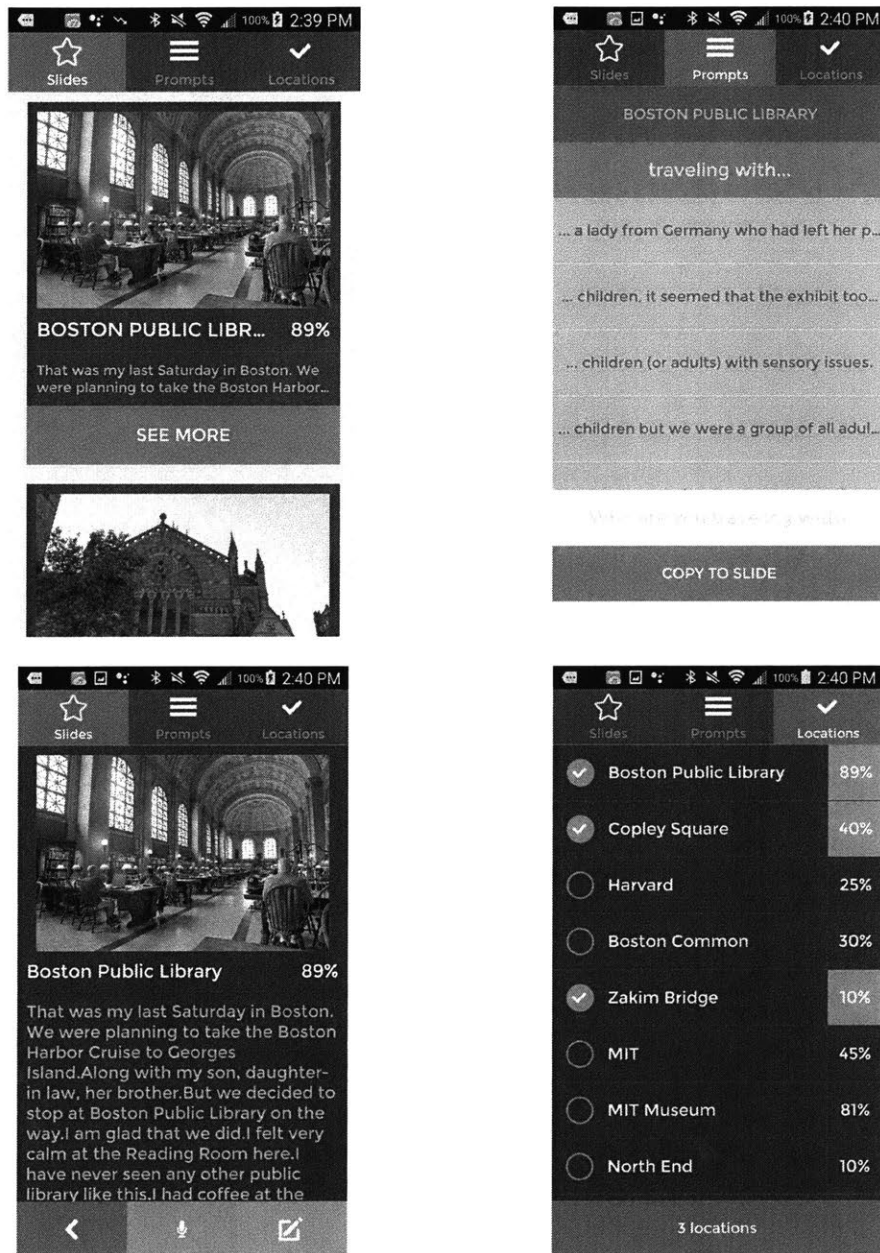 100% 2:39 PM
Slides Prompts Locations
BOSTON PUBLIC LIBR... 89%
That was my last Saturday in Boston. We
were planning to take the Boston Harbor...
SEE MORE
100% 2:40 PM
Slides Prompts Locations
BOSTON PUBLIC LIBRARY
traveling with...
... a lady from Germany who had left her p...
... children, it seemed that the exhibit too...
... children (or adults) with sensory issues.
... children but we were a group of all adul...
COPY TO SLIDE
100% 2:40 PM
Slides Prompts Locations
Boston Public Library 89%
That was my last Saturday in Boston.
We were planning to take the Boston
Harbor Cruise to Georges
Island.Along with my son, daughter-
in law, her brother.But we decided to
stop at Boston Public Library on the
way.I am glad that we did.I felt very
calm at the Reading Room here.I
have never seen any other public
library like this.I had coffee at the
100% 2:40 PM
Slides Prompts Locations
Boston Public Library 89%
Copley Square 40%
Harvard 25%
Boston Common 30%
Zakim Bridge 10%
MIT 45%
MIT Museum 81%
North End 10%
3 locations